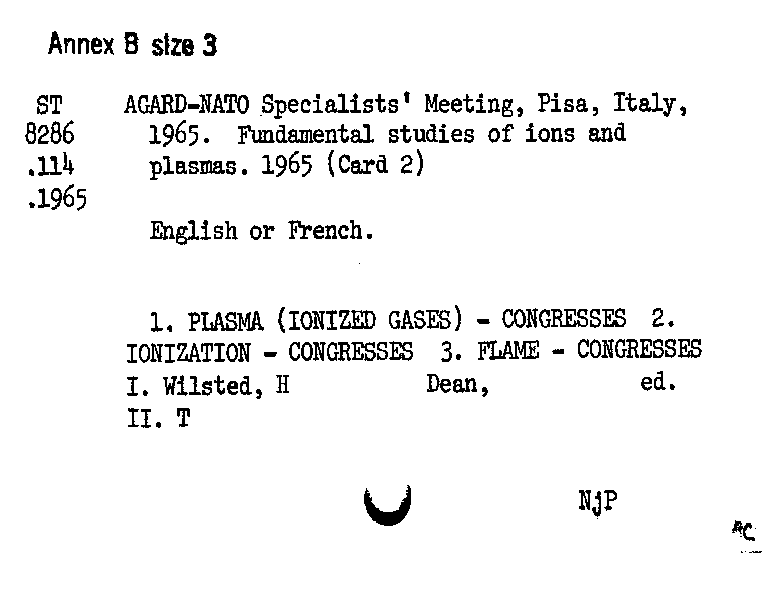 Annex B size 3
ST AGARD-NATO Specialists' Meeting, Pisa, Italy,
8286 1965. Fundamental studies of ions and
.114 plasmas. 1965 (Card 2)
.1965
English or French.
1. PLASMA (IONIZED GASES) - CONGRESSES 2.
IONIZATION - CONGRESSES 3. FLAME - CONGRESSES
I. Wilsted, H Dean, ed.
II. T
NjP